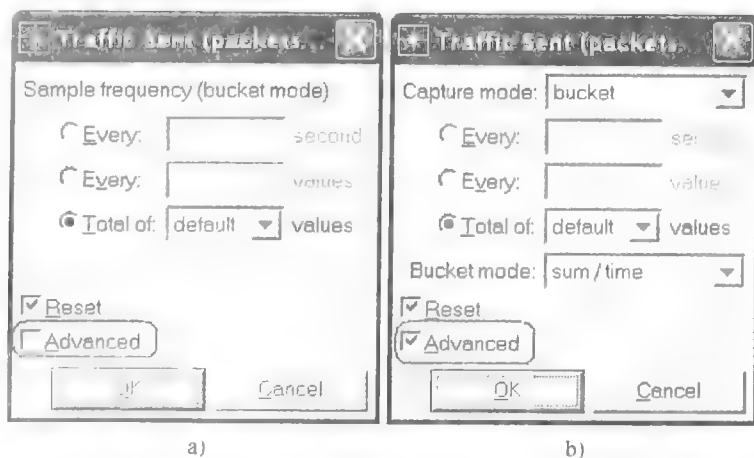 Traffic Sent (packets...
Sample frequency (bucket mode)
Every: second
Every: values
Total of: default values
Reset
Advanced
OK Cancel
a)
Traffic Sent (packets...
Capture mode: bucket
Every: sec
Every: value
Total of: default values
Bucket mode: sum / time
Reset
Advanced
OK Cancel
b)